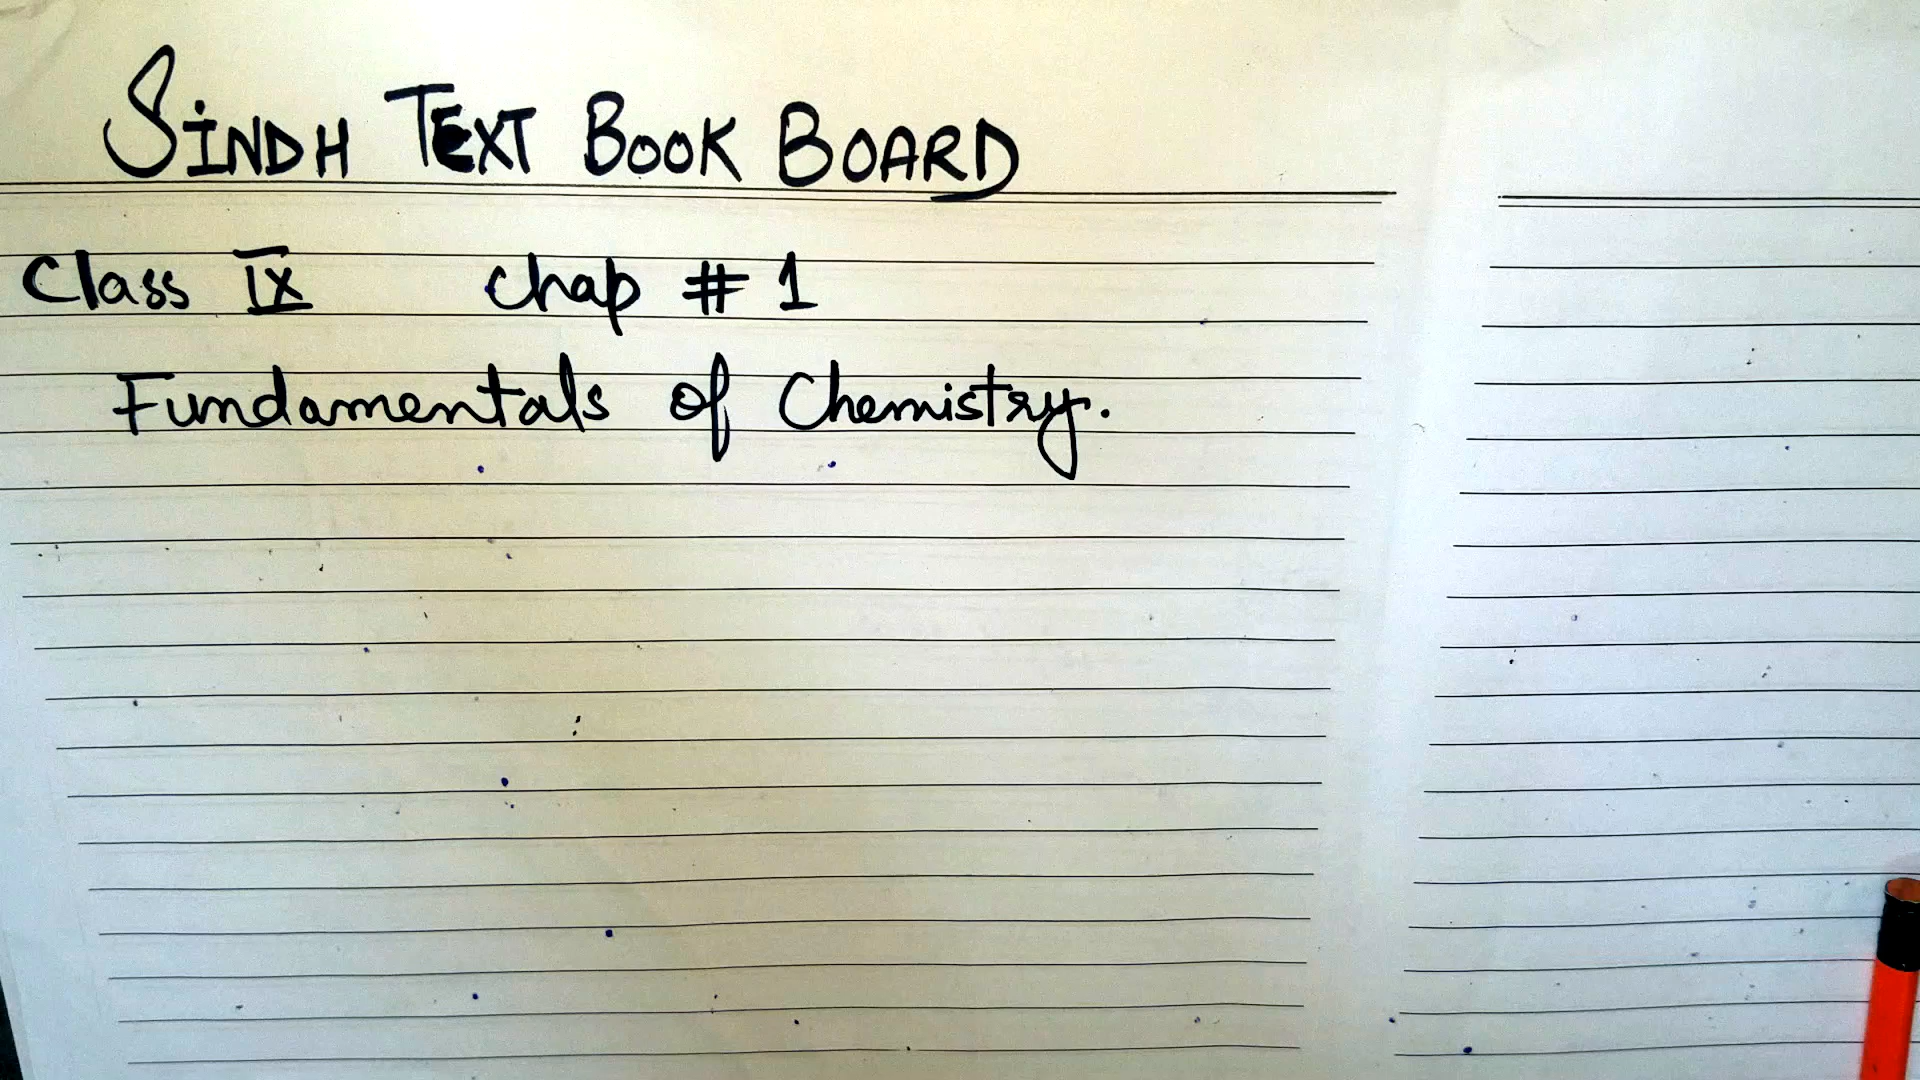 SINDH TEXT BOOK BOARD
Class IX chap # 1
Fundamentals of Chemistry.